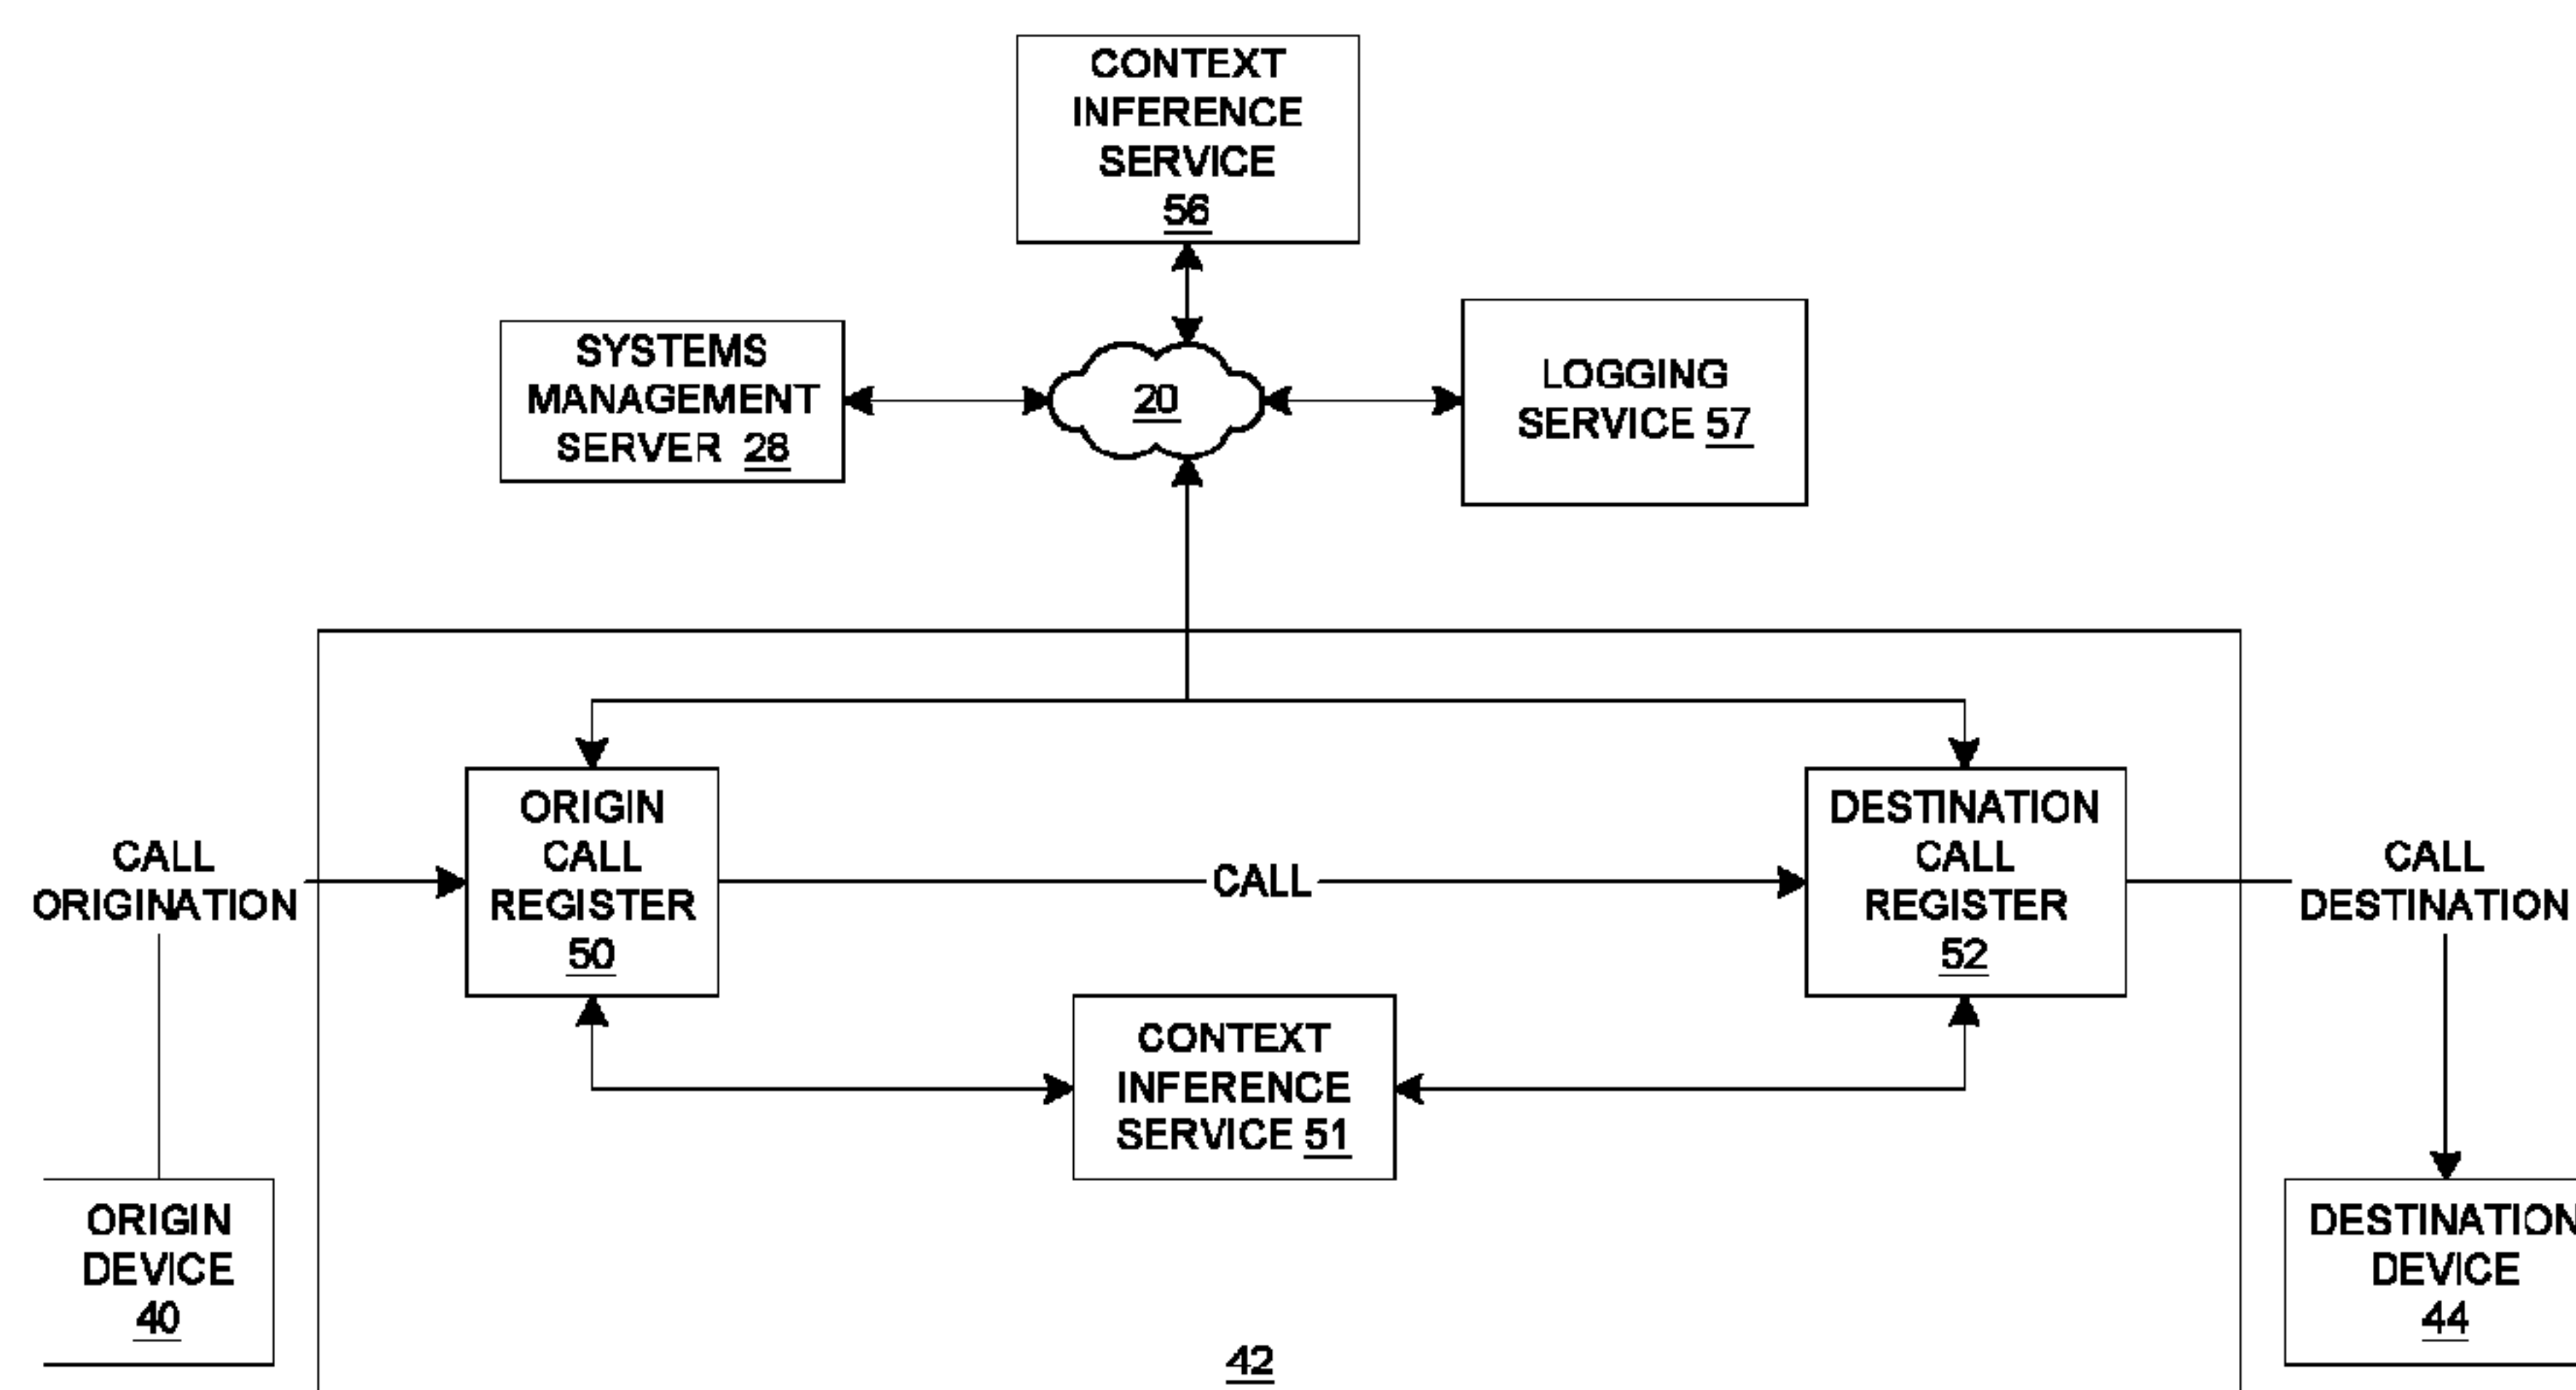 CONTEXT
INFERENCE
SERVICE
56
SYSTEMS
MANAGEMENT
SERVER 28
20
LOGGING
SERVICE 57
CALL
ORIGINATION
ORIGIN
CALL
REGISTER
50
CALL
DESTINATION
CALL
REGISTER
52
CALL
DESTINATION
CONTEXT
INFERENCE
SERVICE 51
ORIGIN
DEVICE
40
DESTINATION
DEVICE
44
42